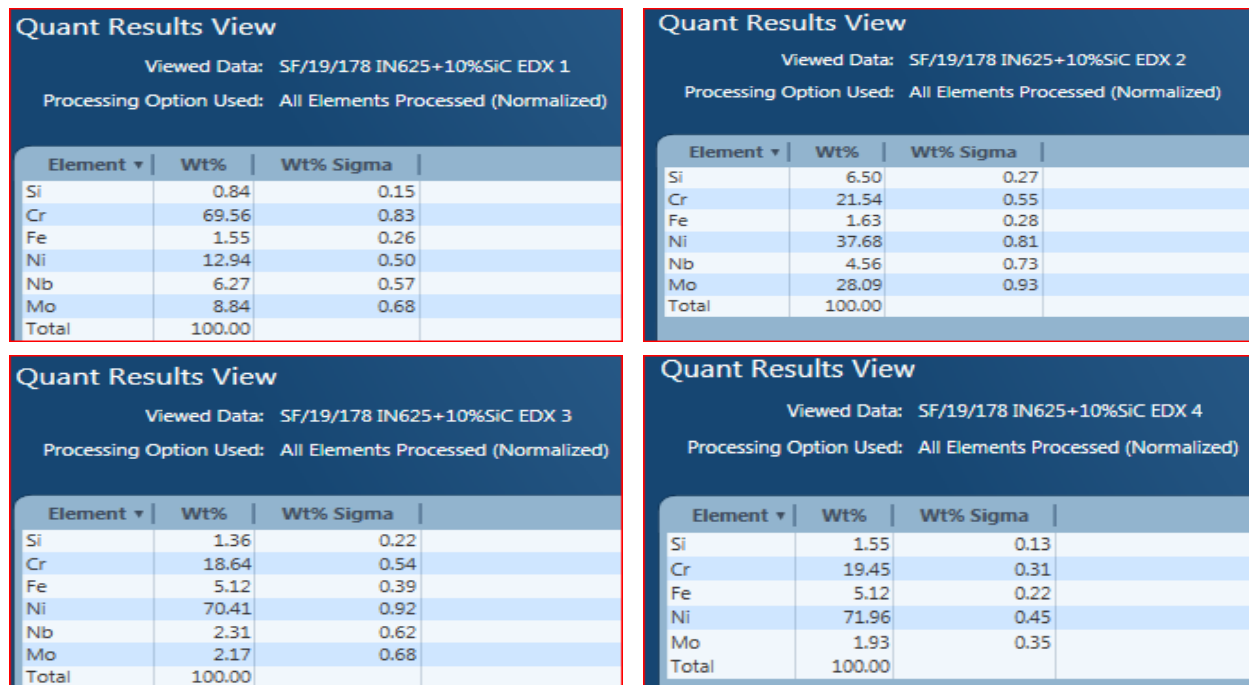 Quant Results View
Viewed Data: SF/19/178 IN625+10%SiC EDX 1
Processing Option Used: All Elements Processed (Normalized)
Element ▾ Wt% Wt% Sigma
Si 0.84 0.15
Cr 69.56 0.83
Fe 1.55 0.26
Ni 12.94 0.50
Nb 6.27 0.57
Mo 8.84 0.68
Total 100.00
Quant Results View
Viewed Data: SF/19/178 IN625+10%SiC EDX 2
Processing Option Used: All Elements Processed (Normalized)
Element ▾ Wt% Wt% Sigma
Si 6.50 0.27
Cr 21.54 0.55
Fe 1.63 0.28
Ni 37.68 0.81
Nb 4.56 0.73
Mo 28.09 0.93
Total 100.00
Quant Results View
Viewed Data: SF/19/178 IN625+10%SiC EDX 3
Processing Option Used: All Elements Processed (Normalized)
Element ▾ Wt% Wt% Sigma
Si 1.36 0.22
Cr 18.64 0.54
Fe 5.12 0.39
Ni 70.41 0.92
Nb 2.31 0.62
Mo 2.17 0.68
Total 100.00
Quant Results View
Viewed Data: SF/19/178 IN625+10%SiC EDX 4
Processing Option Used: All Elements Processed (Normalized)
Element ▾ Wt% Wt% Sigma
Si 1.55 0.13
Cr 19.45 0.31
Fe 5.12 0.22
Ni 71.96 0.45
Mo 1.93 0.35
Total 100.00